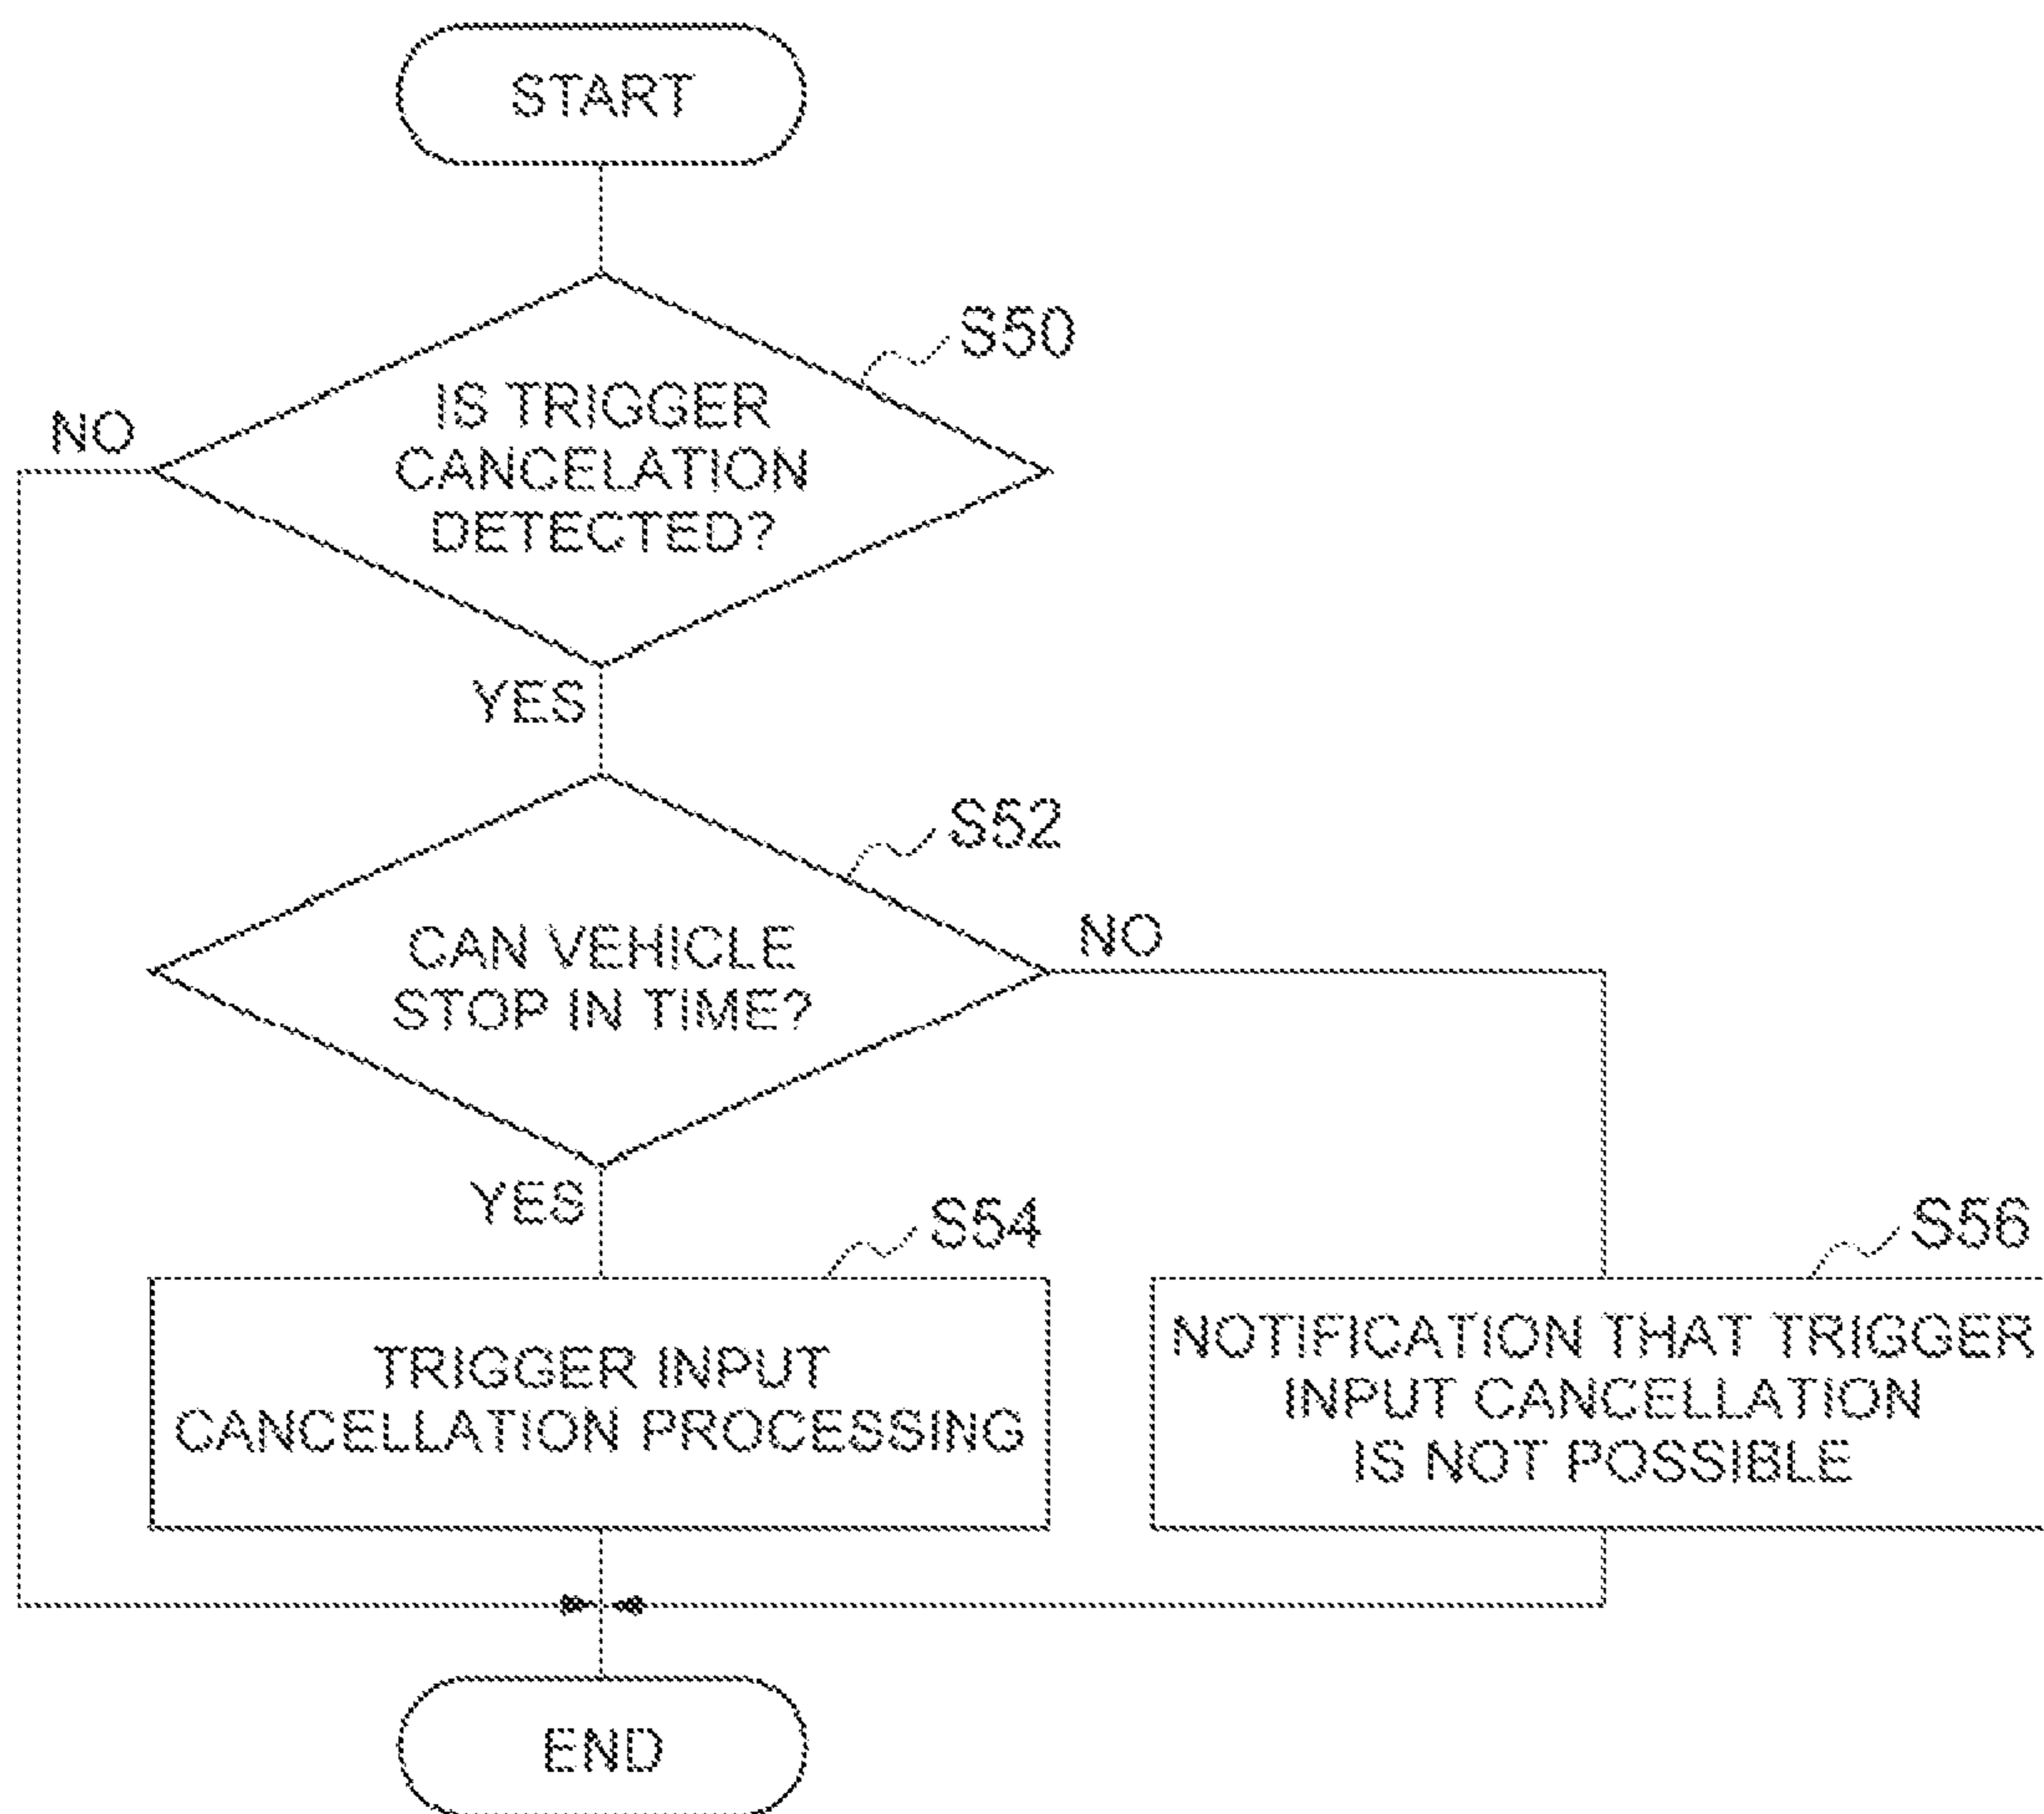 START
S50
IS TRIGGER
CANCELATION
DETECTED?
NO
YES
S52
CAN VEHICLE
STOP IN TIME?
NO
YES
S54
TRIGGER INPUT
CANCELLATION PROCESSING
S56
NOTIFICATION THAT TRIGGER
INPUT CANCELLATION
IS NOT POSSIBLE
END